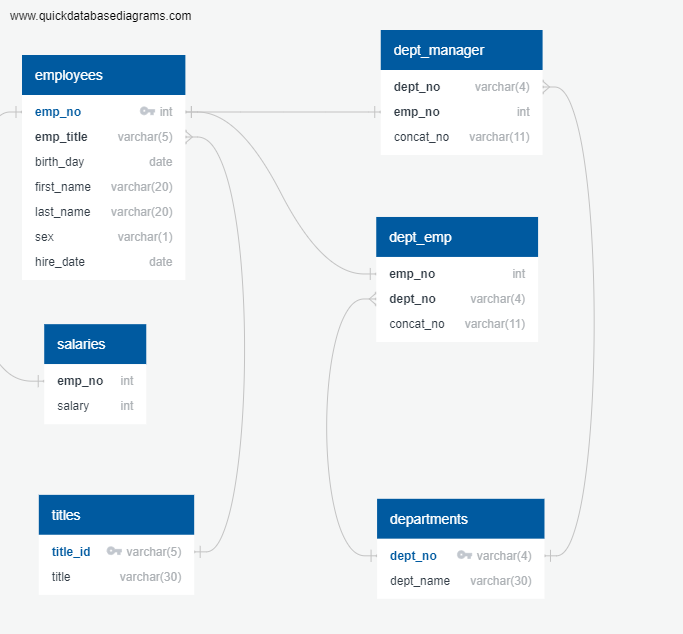 www.quickdatabasediagrams.com
employees
emp_no int
emp_title varchar(5)
birth_day date
first_name varchar(20)
last_name varchar(20)
sex varchar(1)
hire_date date
dept_manager
dept_no varchar(4)
emp_no int
concat_no varchar(11)
dept_emp
emp_no int
dept_no varchar(4)
concat_no varchar(11)
salaries
emp_no int
salary int
titles
title_id varchar(5)
title varchar(30)
departments
dept_no varchar(4)
dept_name varchar(30)